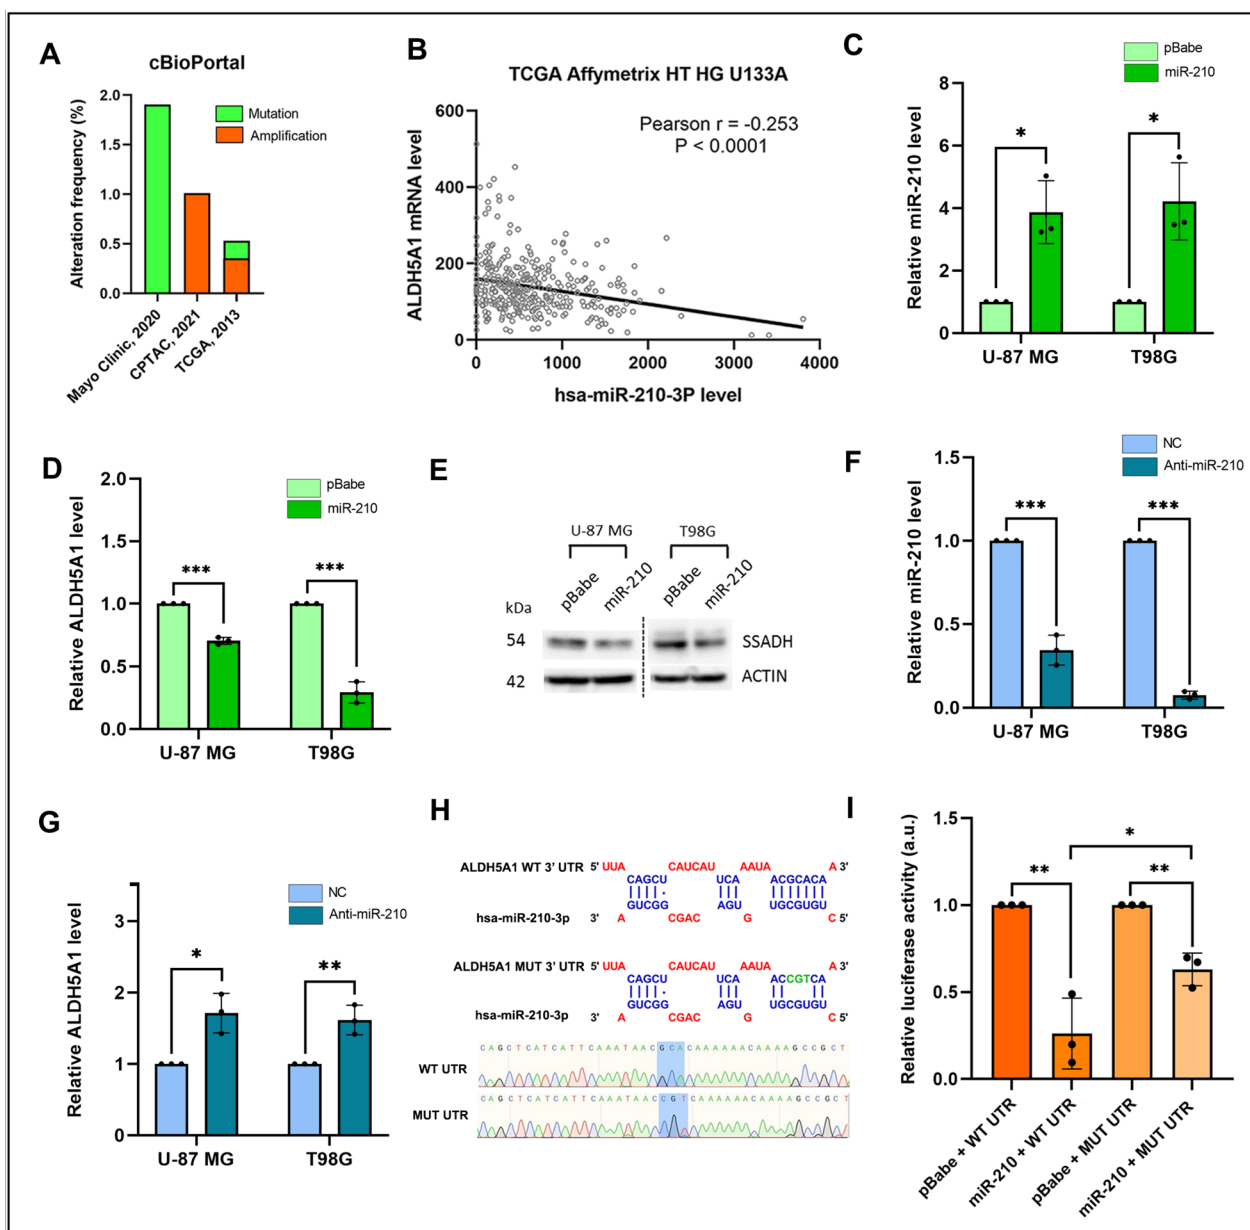 A
cBioPortal
Alteration frequency (%)
2.0
1.5
1.0
0.5
0.0
Mutation
Amplification
Mayo Clinic, 2020
CPTAC, 2021
TCGA, 2013
B
TCGA Affymetrix HT HG U133A
Pearson r = -0.253
P < 0.0001
ALDH5A1 mRNA level
600
400
200
0
0 1000 2000 3000 4000
hsa-miR-210-3P level
C
pBabe
miR-210
Relative miR-210 level
8
6
4
2
0
* *
U-87 MG T98G
D
pBabe
miR-210
Relative ALDH5A1 level
2.0
1.5
1.0
0.5
0.0
*** ***
U-87 MG T98G
E
U-87 MG T98G
pBabe miR-210 pBabe miR-210
kDa
54 SSADH
42 ACTIN
F
NC
Anti-miR-210
Relative miR-210 level
1.5
1.0
0.5
0.0
*** ***
U-87 MG T98G
G
NC
Anti-miR-210
Relative ALDH5A1 level
3
2
1
0
* **
U-87 MG T98G
H
ALDH5A1 WT 3' UTR 5' UUA CAUCAU AAUA A 3'
CAGCU UCA ACGCACA
GUCGG AGU UGCGUGU
hsa-miR-210-3p 3' A CGAC G C 5'
ALDH5A1 MUT 3' UTR 5' UUA CAUCAU AAUA A 3'
CAGCU UCA ACCGTCA
GUCGG AGU UGCGUGU
hsa-miR-210-3p 3' A CGAC G C 5'
CAGCTCATCATTCAAATAACGCACAAAAAACAAAAGCCGCT
WT UTR
CAGCTCATCATTCAAATAACCGTCAAAAAACAAAAGCCGCT
MUT UTR
I
Relative luciferase activity (a.u.)
1.5
1.0
0.5
0.0
** * **
pBabe + WT UTR
miR-210 + WT UTR
pBabe + MUT UTR
miR-210 + MUT UTR